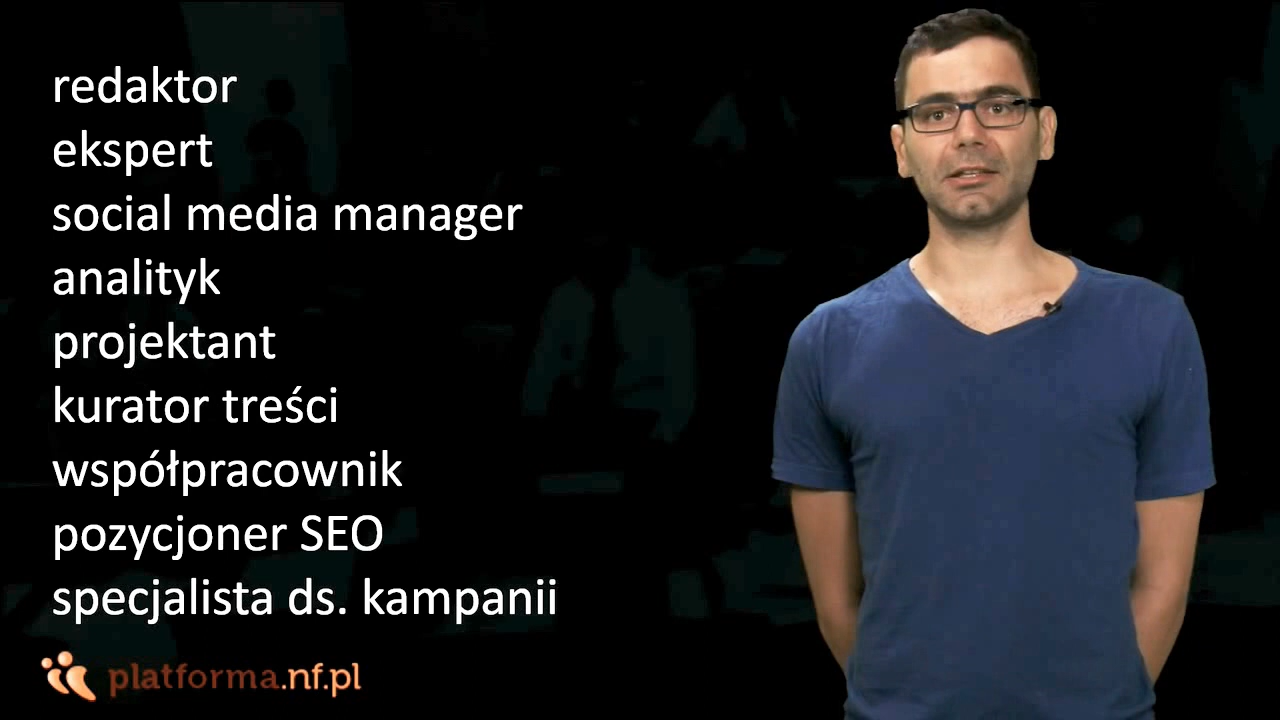 redaktor
ekspert
social media manager
analityk
projektant
kurator treści
współpracownik
pozycjoner SEO
specjalista ds. kampanii
platforma.nf.pl